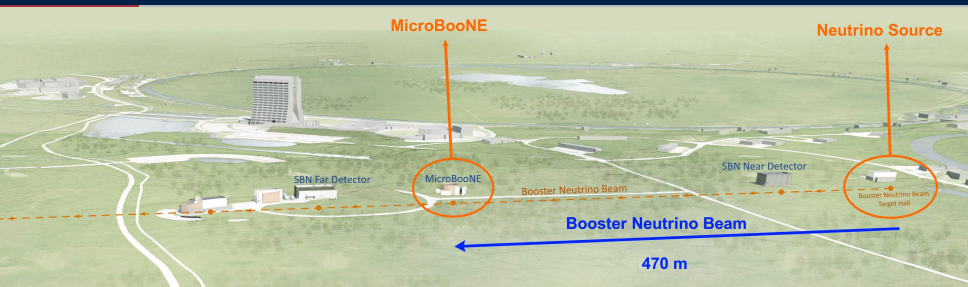 MicroBooNE
Neutrino Source
SBN Far Detector
MicroBooNE
SBN Near Detector
Booster Neutrino Beam
Booster Neutrino Beam
Target Hall
Booster Neutrino Beam
470 m